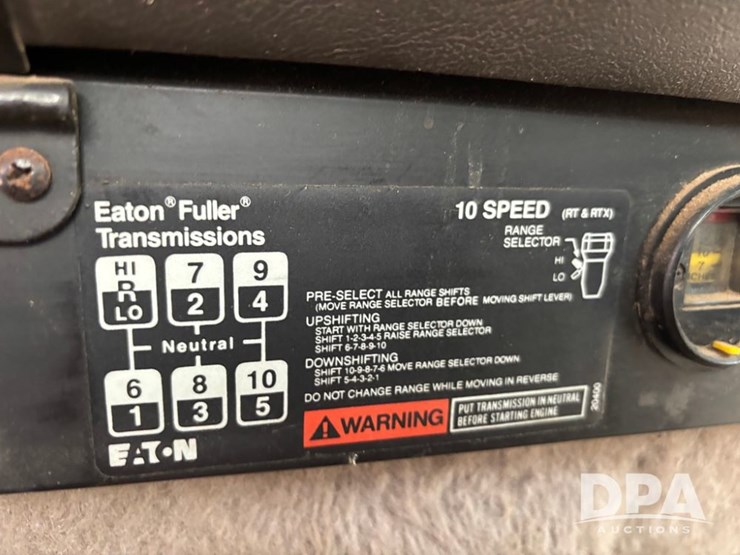 Eaton® Fuller®
Transmissions
10 SPEED (RT & RTX)
RANGE
SELECTOR
HI
LO
HI
R
LO
7
2
9
4
Neutral
6
1
8
3
10
5
EATON
PRE-SELECT ALL RANGE SHIFTS
(MOVE RANGE SELECTOR BEFORE MOVING SHIFT LEVER)
UPSHIFTING
START WITH RANGE SELECTOR DOWN
SHIFT 1-2-3-4-5 RAISE RANGE SELECTOR
SHIFT 6-7-8-9-10
DOWNSHIFTING
SHIFT 10-9-8-7-6 MOVE RANGE SELECTOR DOWN
SHIFT 5-4-3-2-1
DO NOT CHANGE RANGE WHILE MOVING IN REVERSE
WARNING
PUT TRANSMISSION IN NEUTRAL
BEFORE STARTING ENGINE
20400
10
7
DPA
AUCTIONS